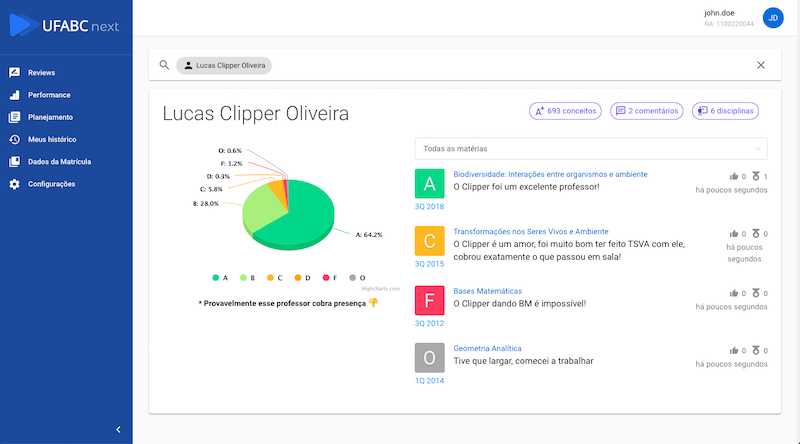 UFABC next
john.doe
RA: 1100220044
JD
Reviews
Performance
Planejamento
Meus histórico
Dados da Matrícula
Configurações
Lucas Clipper Oliveira
Lucas Clipper Oliveira
693 conceitos
2 comentários
6 disciplinas
O: 0.6%
F: 1.2%
D: 0.3%
C: 5.8%
B: 28.0%
A: 64.2%
A B C D F O
Highcharts.com
* Provavelmente esse professor cobra presença 👎
Todas as matérias
A
3Q 2018
Biodiversidade: Interações entre organismos e ambiente
O Clipper foi um excelente professor!
0 1
há poucos segundos
C
3Q 2015
Transformações nos Seres Vivos e Ambiente
O Clipper é um amor, foi muito bom ter feito TSVA com ele,
cobrou exatamente o que passou em sala!
0 0
há poucos
segundos
F
3Q 2012
Bases Matemáticas
O Clipper dando BM é impossível!
0 0
há poucos segundos
O
1Q 2014
Geometria Analítica
Tive que largar, comecei a trabalhar
0 0
há poucos segundos